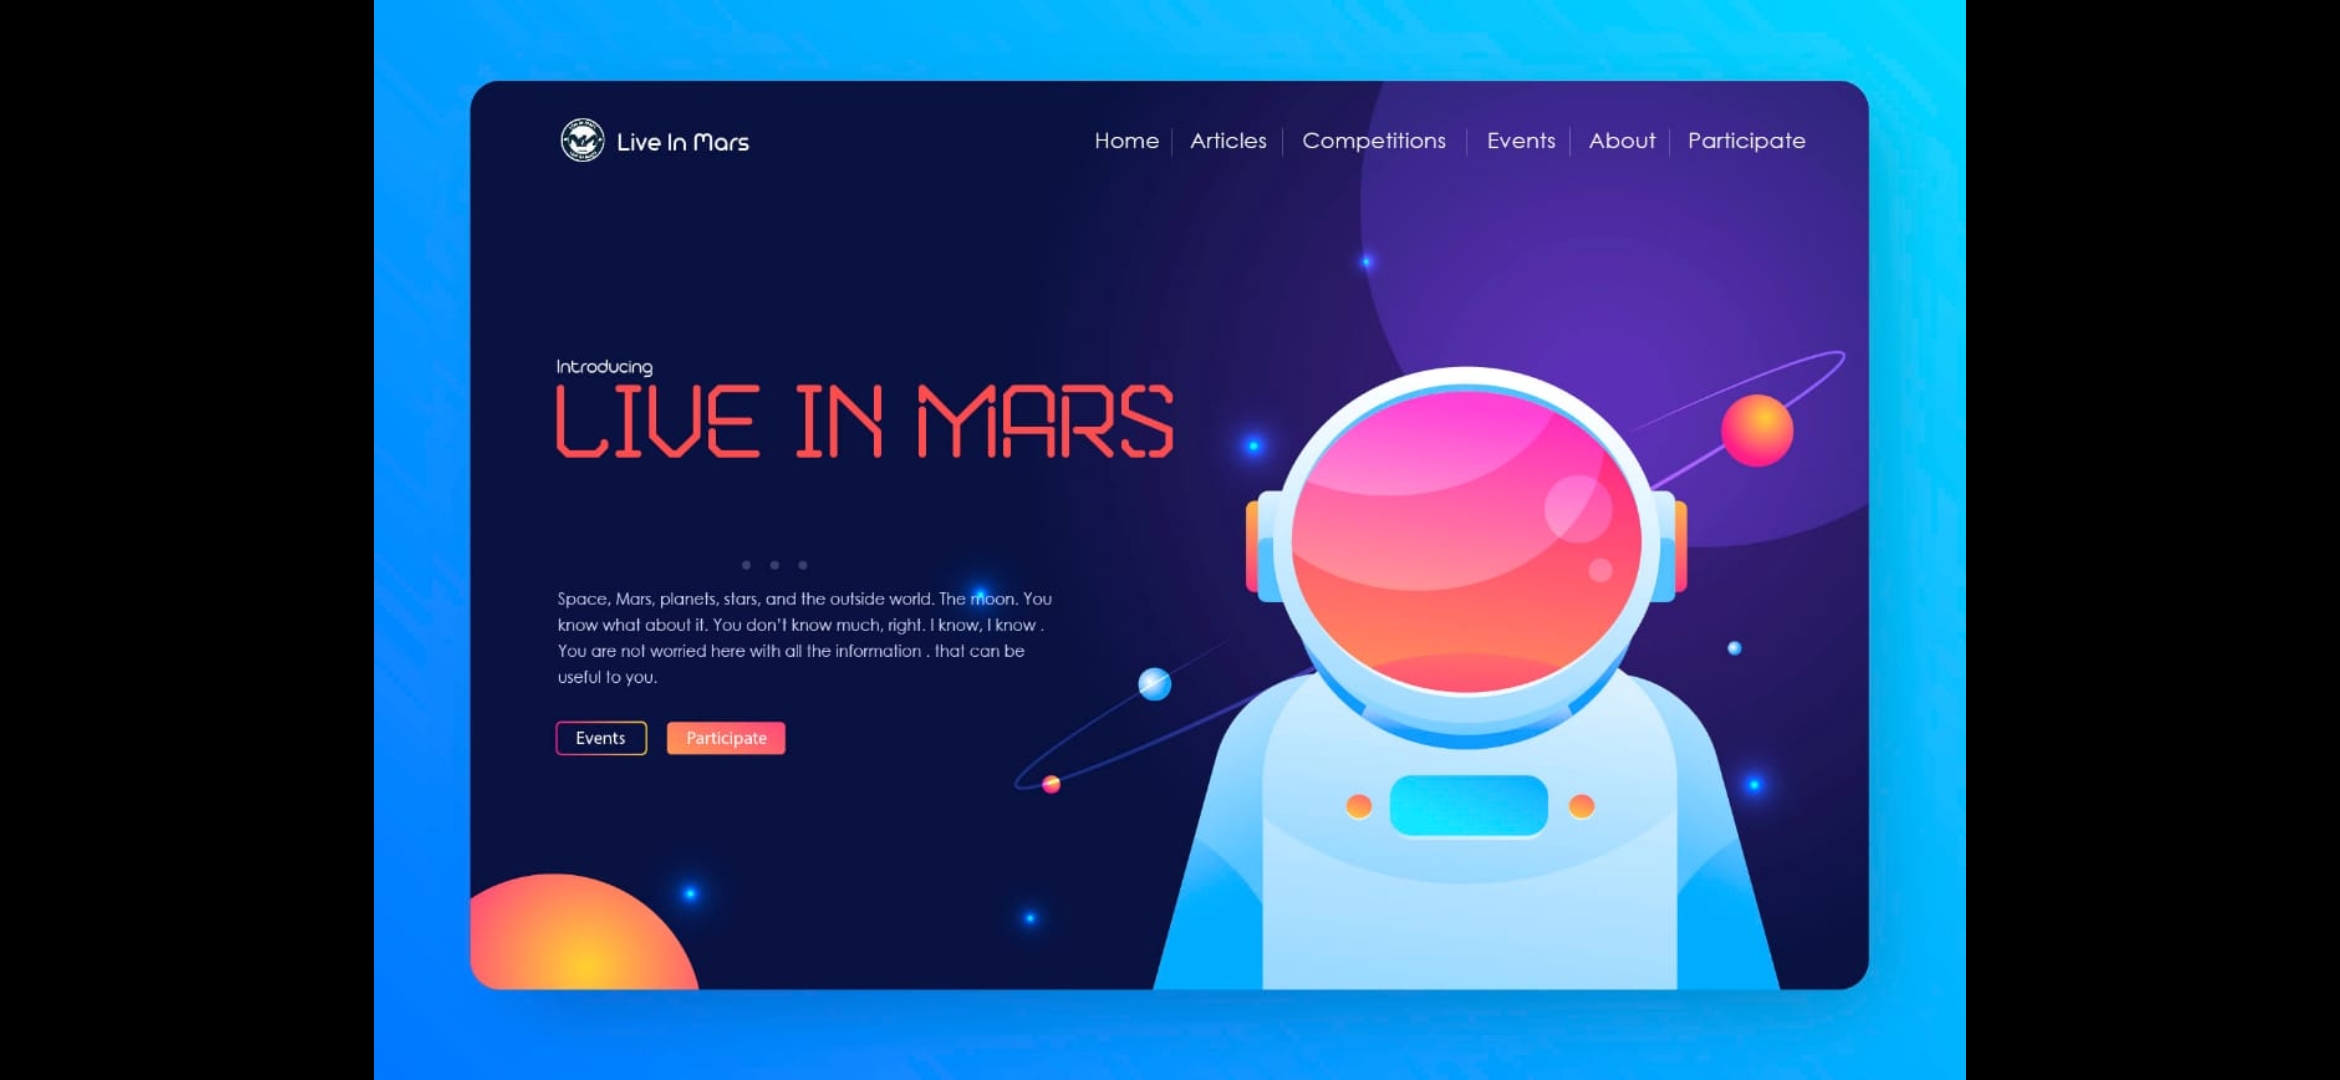 Live In Mars
Home
Articles
Competitions
Events
About
Participate
Introducing
LIVE IN MARS
Space, Mars, planets, stars, and the outside world. The moon. You
know what about it. You don't know much, right. I know, I know .
You are not worried here with all the information . that can be
useful to you.
Events
Participate